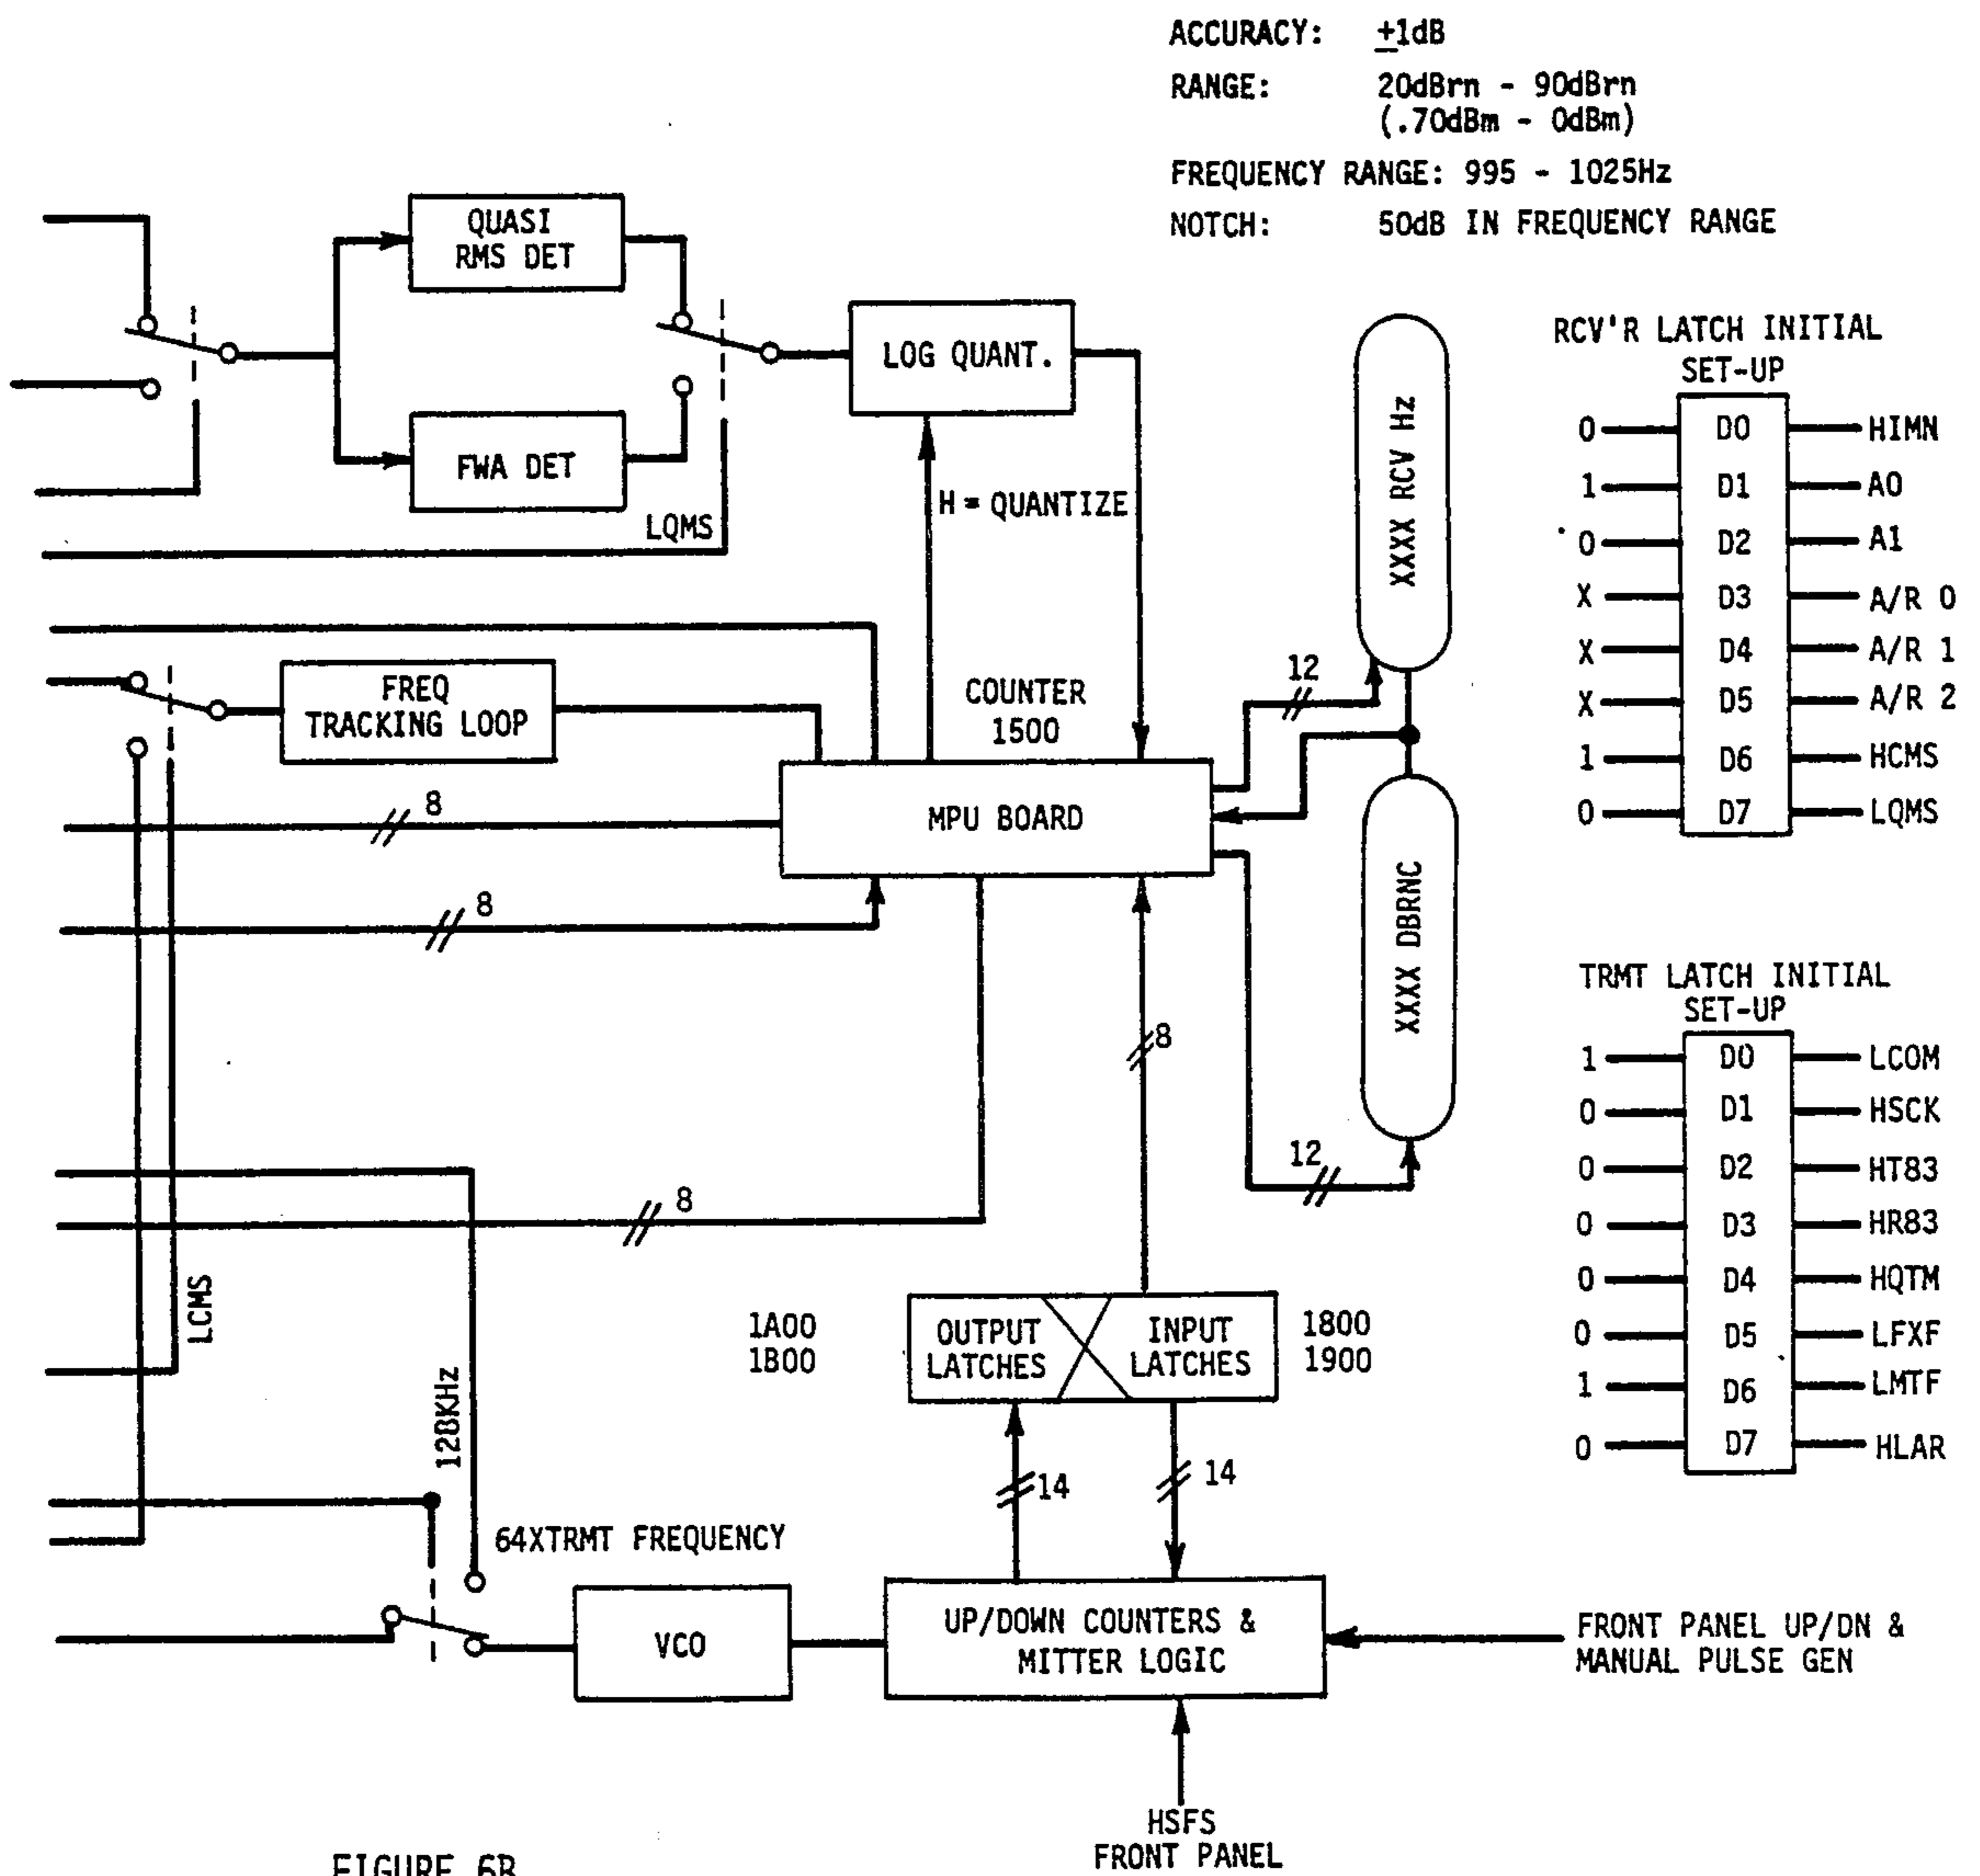 ACCURACY: ±1dB
RANGE: 20dBrn - 90dBrn
(.70dBm - 0dBm)
FREQUENCY RANGE: 995 - 1025Hz
NOTCH: 50dB IN FREQUENCY RANGE
QUASI
RMS DET
FWA DET
LQMS
LOG QUANT.
H = QUANTIZE
XXXX RCV Hz
RCV'R LATCH INITIAL
SET-UP
0 D0 HIMN
1 D1 A0
0 D2 A1
X D3 A/R 0
X D4 A/R 1
X D5 A/R 2
1 D6 HCMS
0 D7 LQMS
FREQ
TRACKING LOOP
COUNTER
1500
MPU BOARD
12
8
8
XXXX DBRNC
8
12
8
LCMS
128KHz
TRMT LATCH INITIAL
SET-UP
1 D0 LCOM
0 D1 HSCK
0 D2 HT83
0 D3 HR83
0 D4 HQTM
0 D5 LFXF
1 D6 LMTF
0 D7 HLAR
1A00
1B00
OUTPUT
LATCHES
INPUT
LATCHES
1800
1900
14
14
64XTRMT FREQUENCY
VCO
UP/DOWN COUNTERS &
MITTER LOGIC
FRONT PANEL UP/DN &
MANUAL PULSE GEN
HSFS
FRONT PANEL
FIGURE 6B